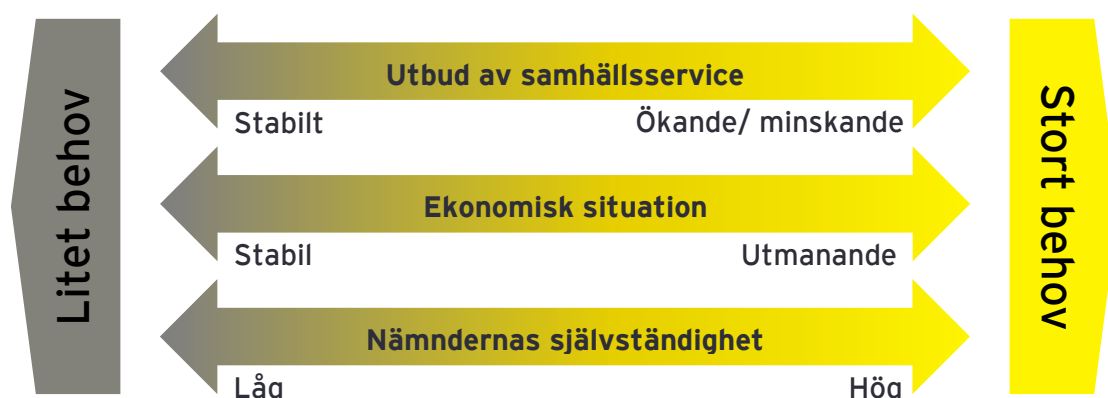 Litet behov
Utbud av samhällsservice
Stabilt
Ökande/ minskande
Ekonomisk situation
Stabil
Utmanande
Nämndernas självständighet
Låg
Hög
Stort behov